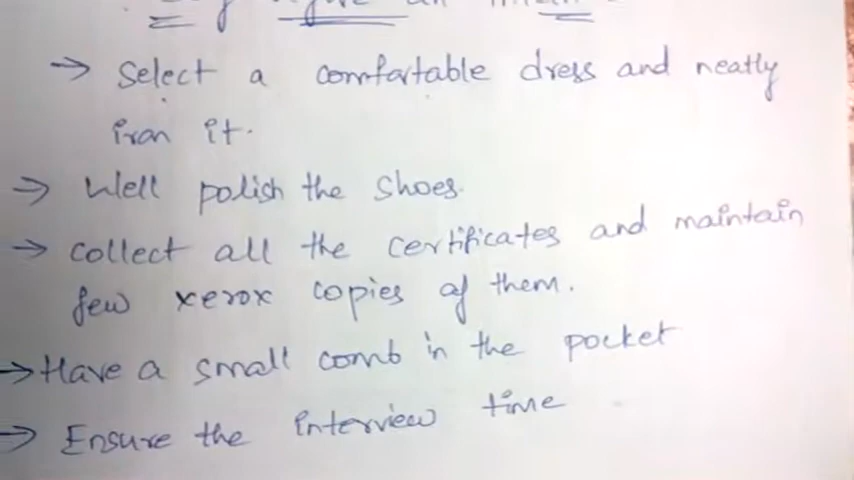 → Select a comfortable dress and neatly
iron it.
→ Well polish the shoes.
→ collect all the certificates and maintain
few xerox copies of them.
→ Have a small comb in the pocket
→ Ensure the interview time